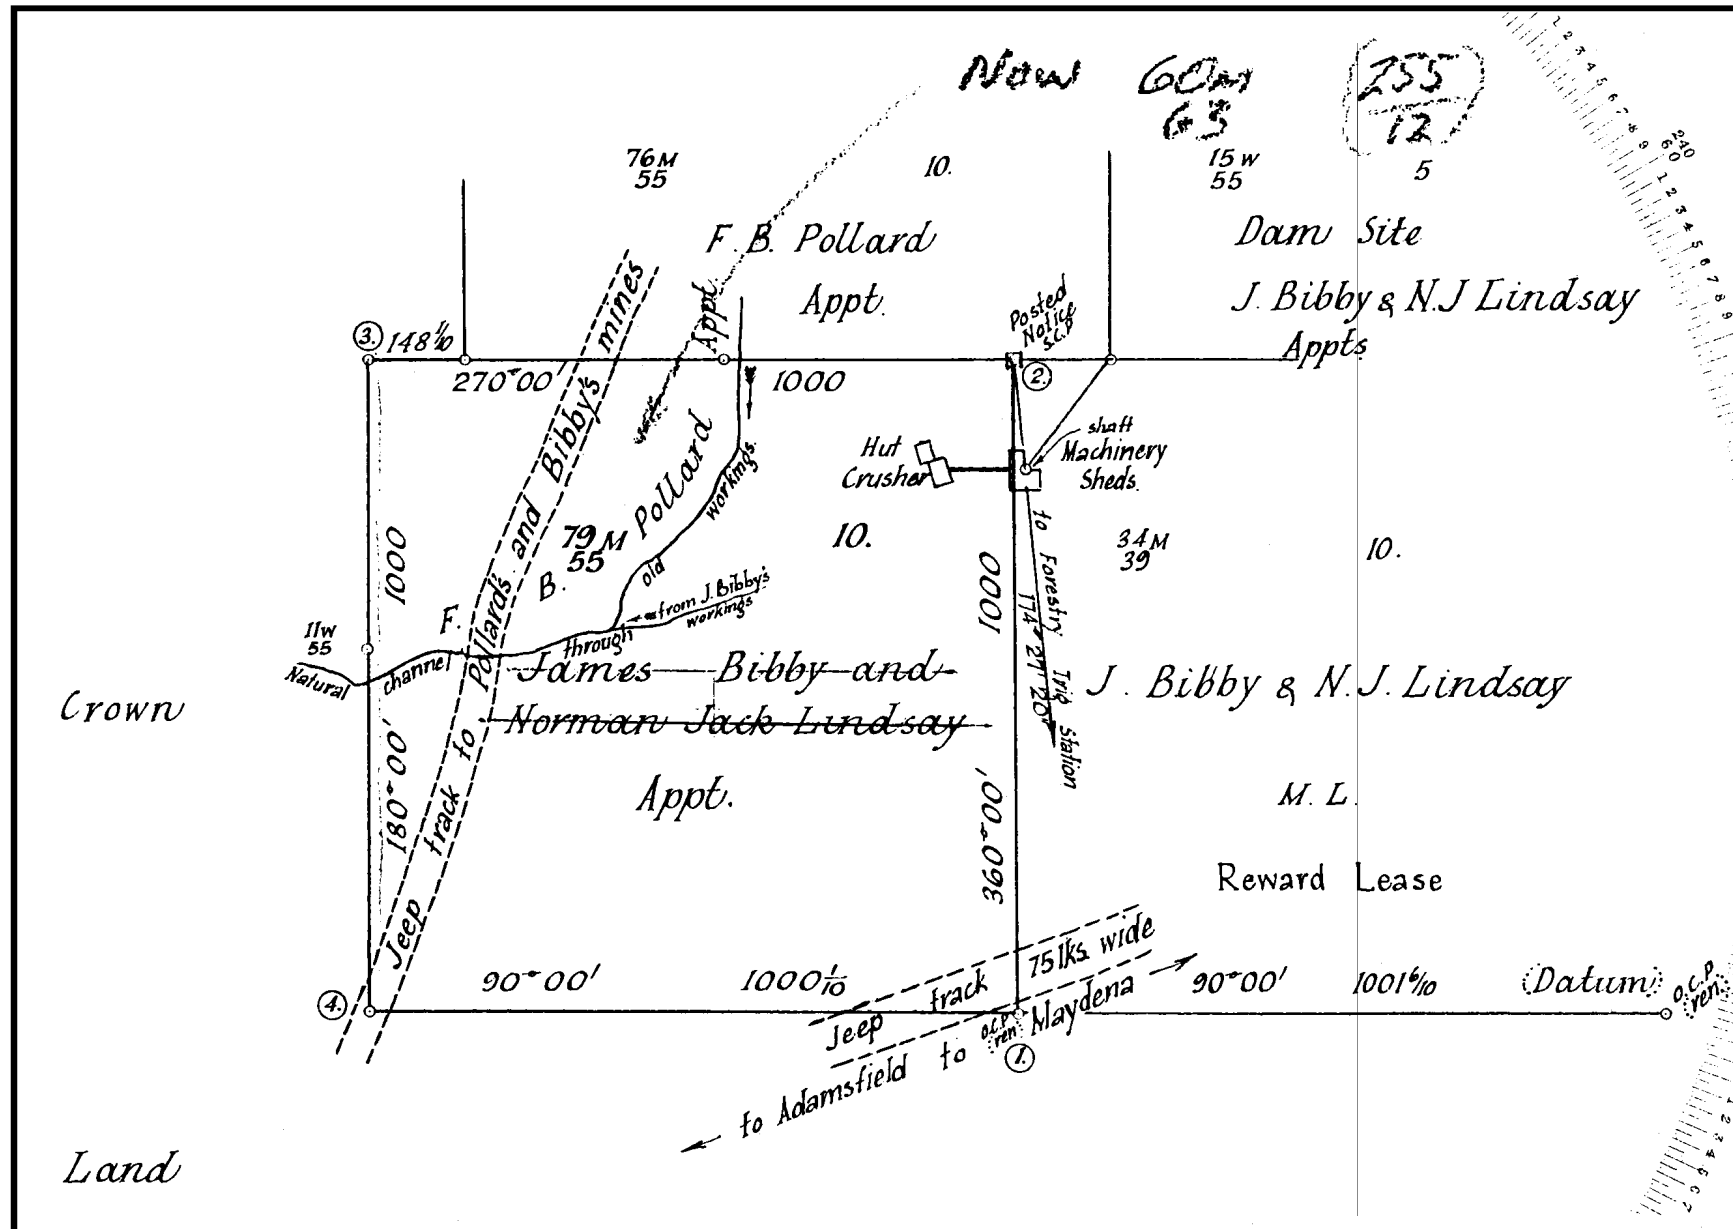 Now 60M
63
255
12
76M
55
10.
15W
55
5
F. B. Pollard
Appt.
Dam Site
J. Bibby & N.J Lindsay
Appts
Posted
Notice
S.C.P
3.
148 1/10
270°00'
Appt.
1000
2.
Hut
Crusher
shaft
Machinery
Sheds.
79M
55
F. B. Pollard
10.
34M
39
10.
old workings.
from J. Bibby's
workings
through
channel
Natural
11W
55
1000
180°00'
1000
360°00'
to Forestry Trig Station
174°27'20"
James Bibby and
Norman Jack Lindsay
Appt.
J. Bibby & N.J. Lindsay
M. L.
Reward Lease
Crown
Land
Jeep track to Pollard's and Bibby's mines
4.
90°00'
1000 1/10
Jeep track 75 lks wide
to Adamsfield to Maydena
O.C.P
ren
1.
90°00'
1001 6/10
(Datum)
O.C.P
ren.
240
60